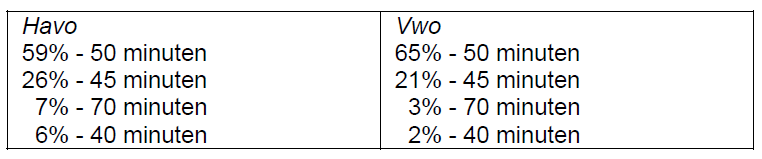 Havo
59% - 50 minuten
26% - 45 minuten
7% - 70 minuten
6% - 40 minuten
Vwo
65% - 50 minuten
21% - 45 minuten
3% - 70 minuten
2% - 40 minuten